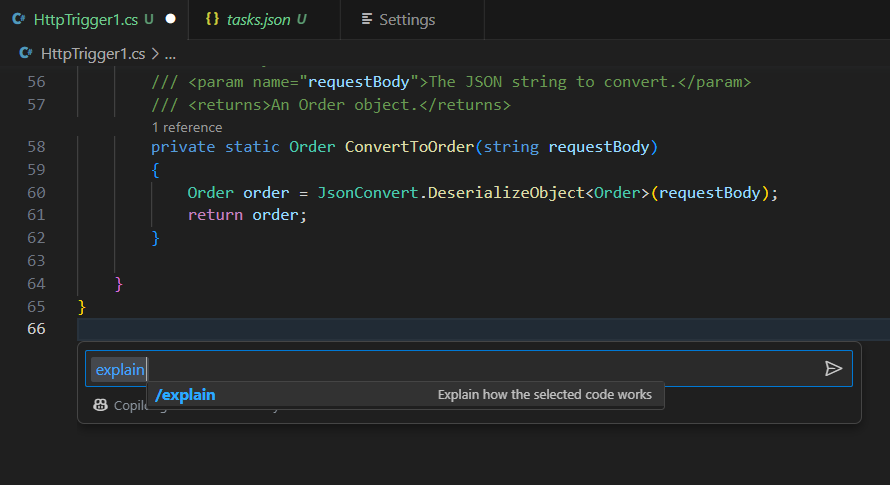 C# HttpTrigger1.cs U ● {} tasks.json U Settings
C# HttpTrigger1.cs > ...
56 /// <param name="requestBody">The JSON string to convert.</param>
57 /// <returns>An Order object.</returns>
1 reference
58 private static Order ConvertToOrder(string requestBody)
59 {
60 Order order = JsonConvert.DeserializeObject<Order>(requestBody);
61 return order;
62 }
63
64 }
65 }
66
explain
/explain Explain how the selected code works